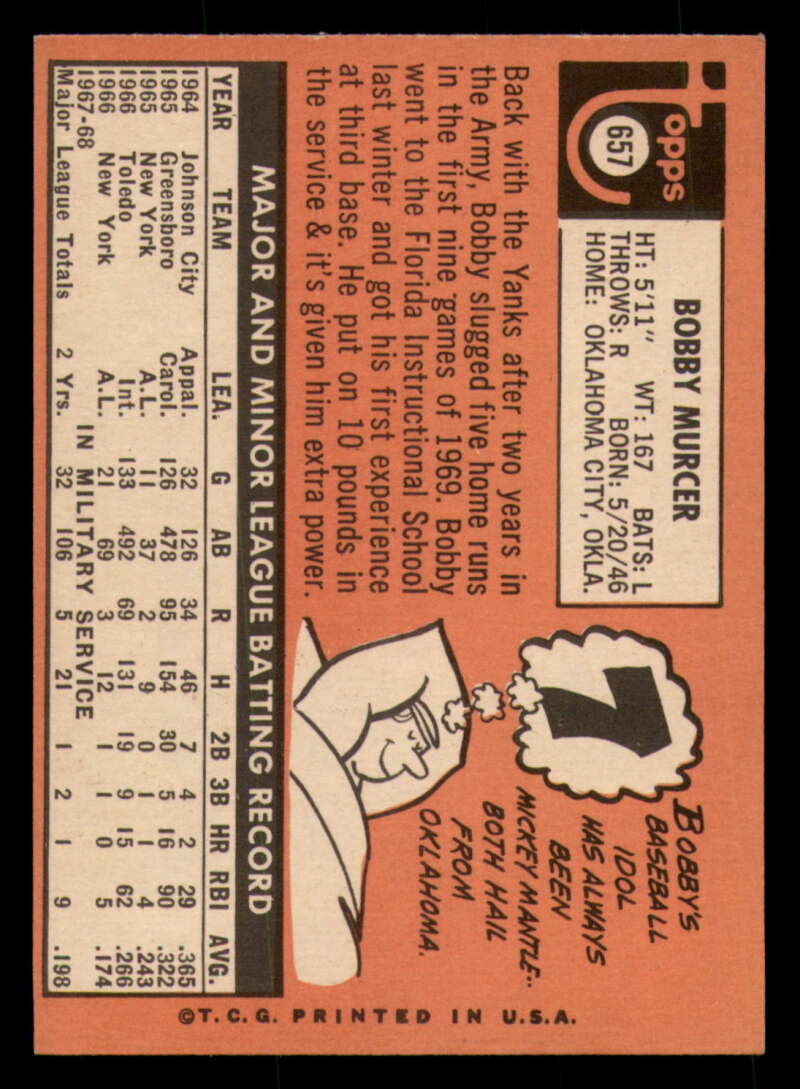 topps
657
BOBBY MURCER
HT: 5'11" WT: 167 BATS: L
THROWS: R BORN: 5/20/46
HOME: OKLAHOMA CITY, OKLA.
Back with the Yanks after two years in
the Army, Bobby slugged five home runs
in the first nine games of 1969. Bobby
went to the Florida Instructional School
last winter and got his first experience
at third base. He put on 10 pounds in
the service & it's given him extra power.
7
BOBBY'S
BASEBALL
IDOL
HAS ALWAYS
BEEN
MICKEY MANTLE..
BOTH HAIL
FROM
OKLAHOMA.
MAJOR AND MINOR LEAGUE BATTING RECORD
YEAR TEAM LEA. G AB R H 2B 3B HR RBI AVG.
1964 Johnson City Appal. 32 126 34 46 7 4 2 29 .365
1965 Greensboro Carol. 126 478 95 154 30 5 16 90 .322
1965 New York A.L. 11 37 2 9 0 1 1 4 .243
1966 Toledo Int. 133 492 69 131 19 9 15 62 .266
1966 New York A.L. 21 69 3 12 1 1 0 5 .174
1967-68 IN MILITARY SERVICE
Major League Totals 2 Yrs. 32 106 5 21 1 2 1 9 .198
©T.C.G. PRINTED IN U.S.A.